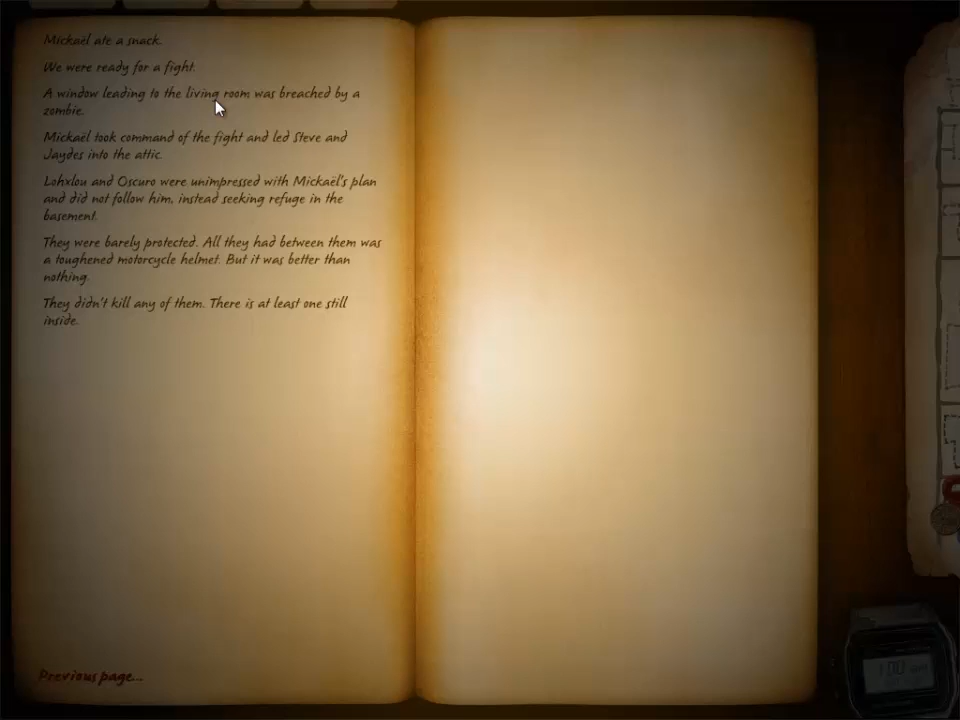 Mickaël ate a snack.
We were ready for a fight.
A window leading to the living room was breached by a
zombie.
Mickaël took command of the fight and led Steve and
Jaydes into the attic.
Lohxlou and Oscuro were unimpressed with Mickaël's plan
and did not follow him, instead seeking refuge in the
basement.
They were barely protected. All they had between them was
a toughened motorcycle helmet. But it was better than
nothing.
They didn't kill any of them. There is at least one still
inside.
Previous page...